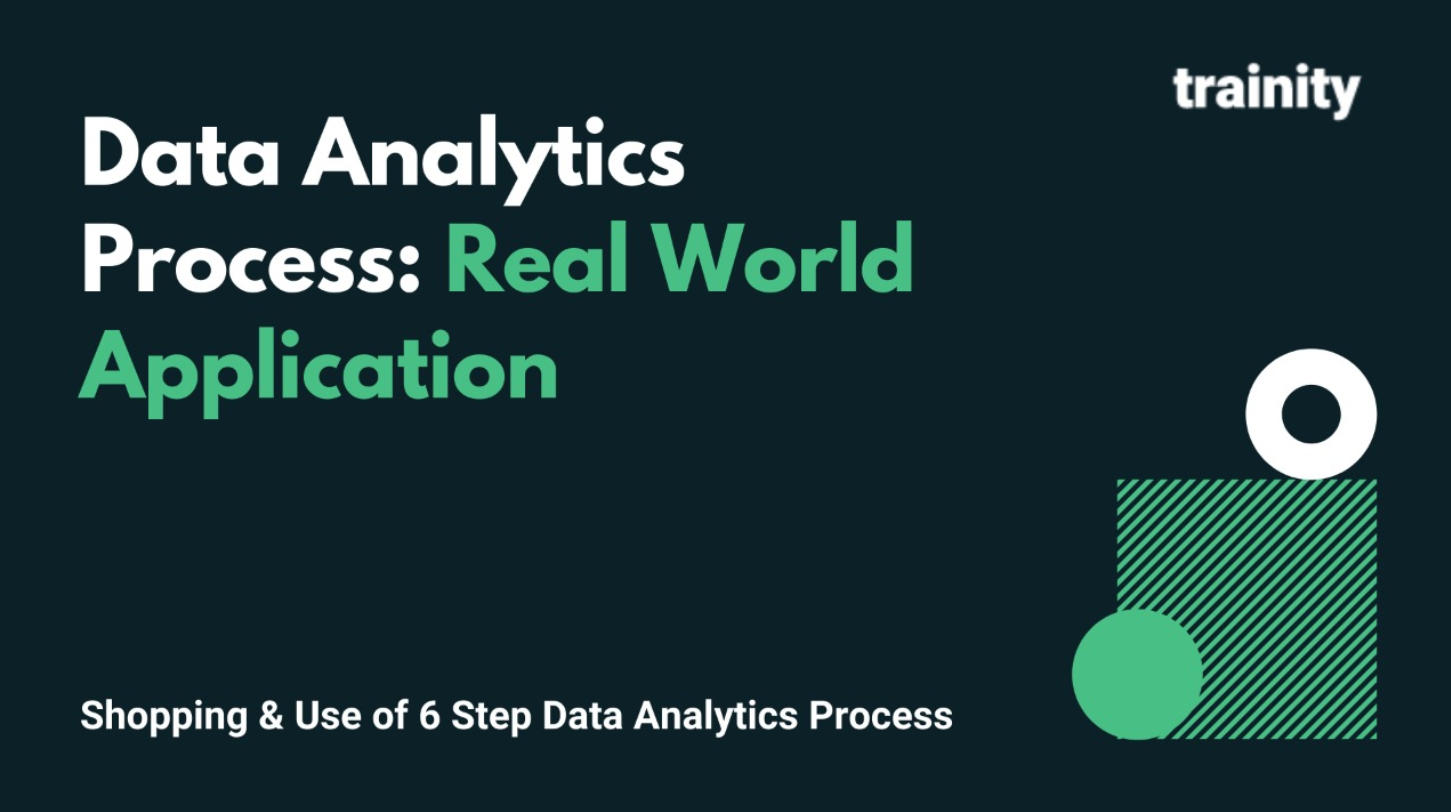 trainity
Data Analytics
Process: Real World
Application
Shopping & Use of 6 Step Data Analytics Process